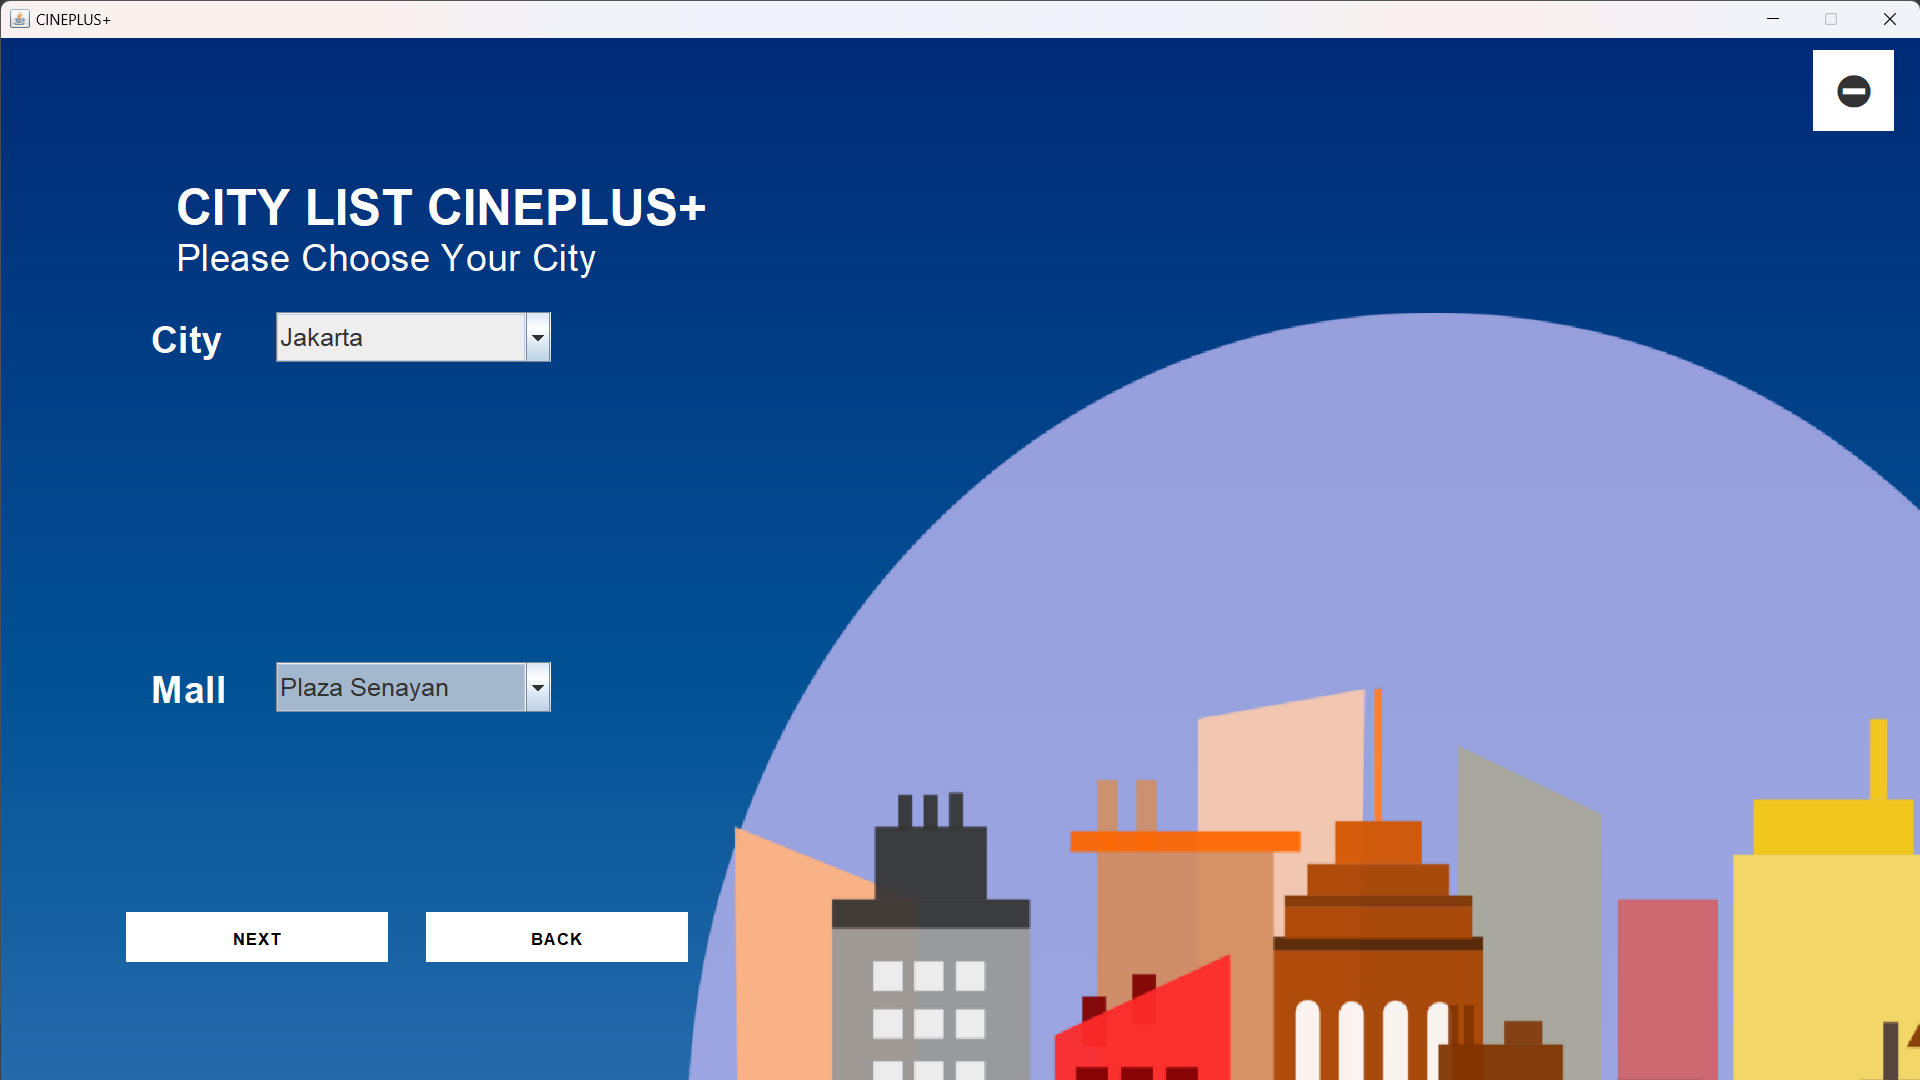 CINEPLUS+
CITY LIST CINEPLUS+
Please Choose Your City
City
Jakarta
Mall
Plaza Senayan
NEXT
BACK